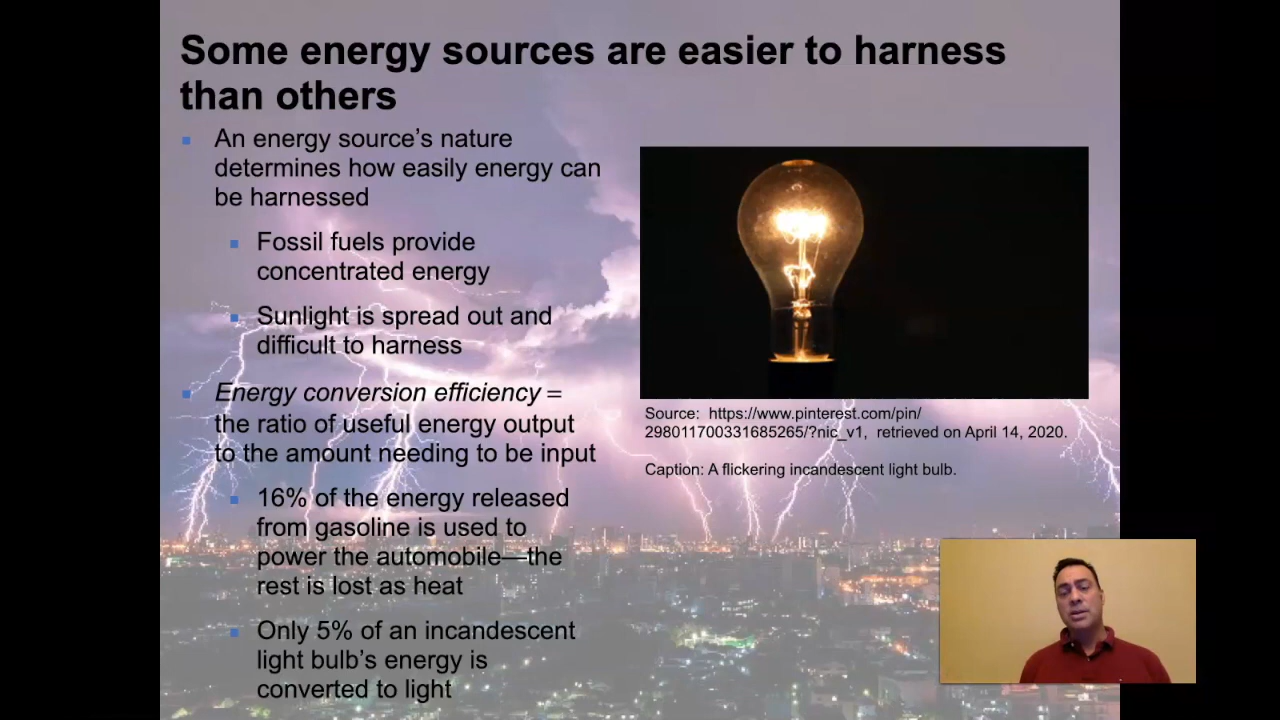 Some energy sources are easier to harness
than others
An energy source’s nature
determines how easily energy can
be harnessed
Fossil fuels provide
concentrated energy
Sunlight is spread out and
difficult to harness
Energy conversion efficiency =
the ratio of useful energy output
to the amount needing to be input
16% of the energy released
from gasoline is used to
power the automobile—the
rest is lost as heat
Only 5% of an incandescent
light bulb’s energy is
converted to light
Source: https://www.pinterest.com/pin/
298011700331685265/?nic_v1, retrieved on April 14, 2020.
Caption: A flickering incandescent light bulb.